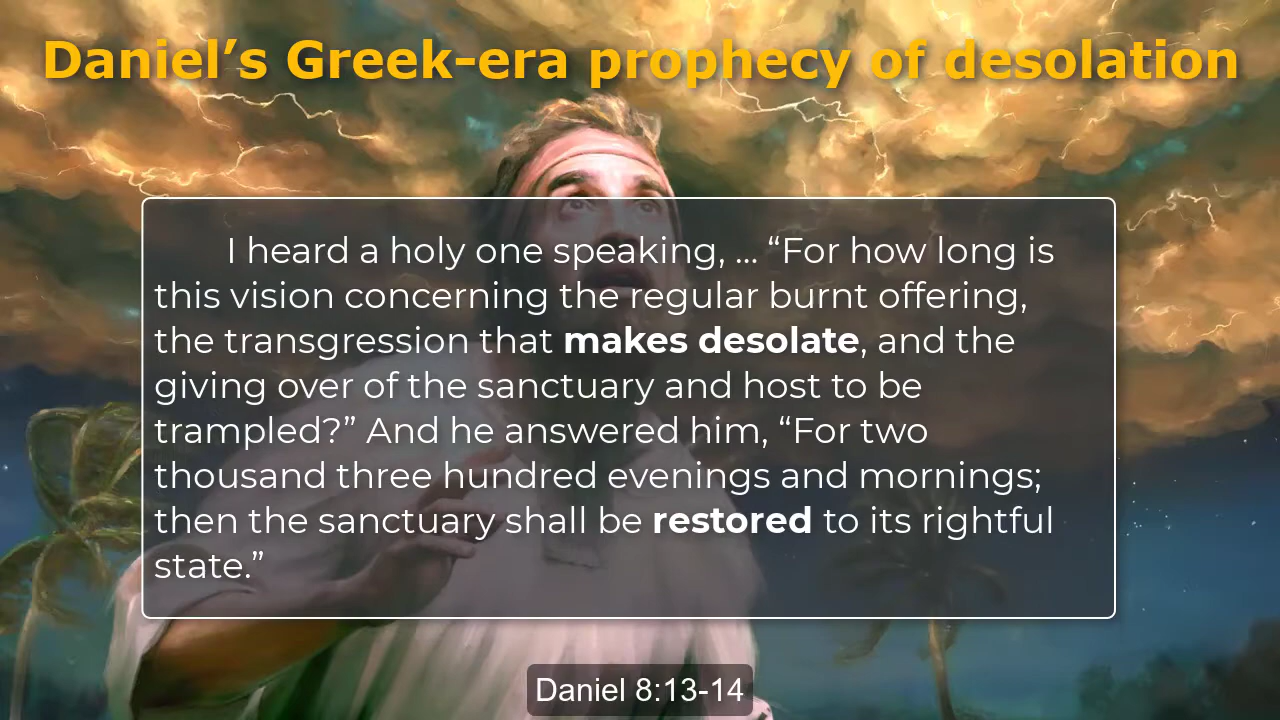 Daniel’s Greek-era prophecy of desolation
I heard a holy one speaking, ... “For how long is
this vision concerning the regular burnt offering,
the transgression that makes desolate, and the
giving over of the sanctuary and host to be
trampled?” And he answered him, “For two
thousand three hundred evenings and mornings;
then the sanctuary shall be restored to its rightful
state.”
Daniel 8:13-14